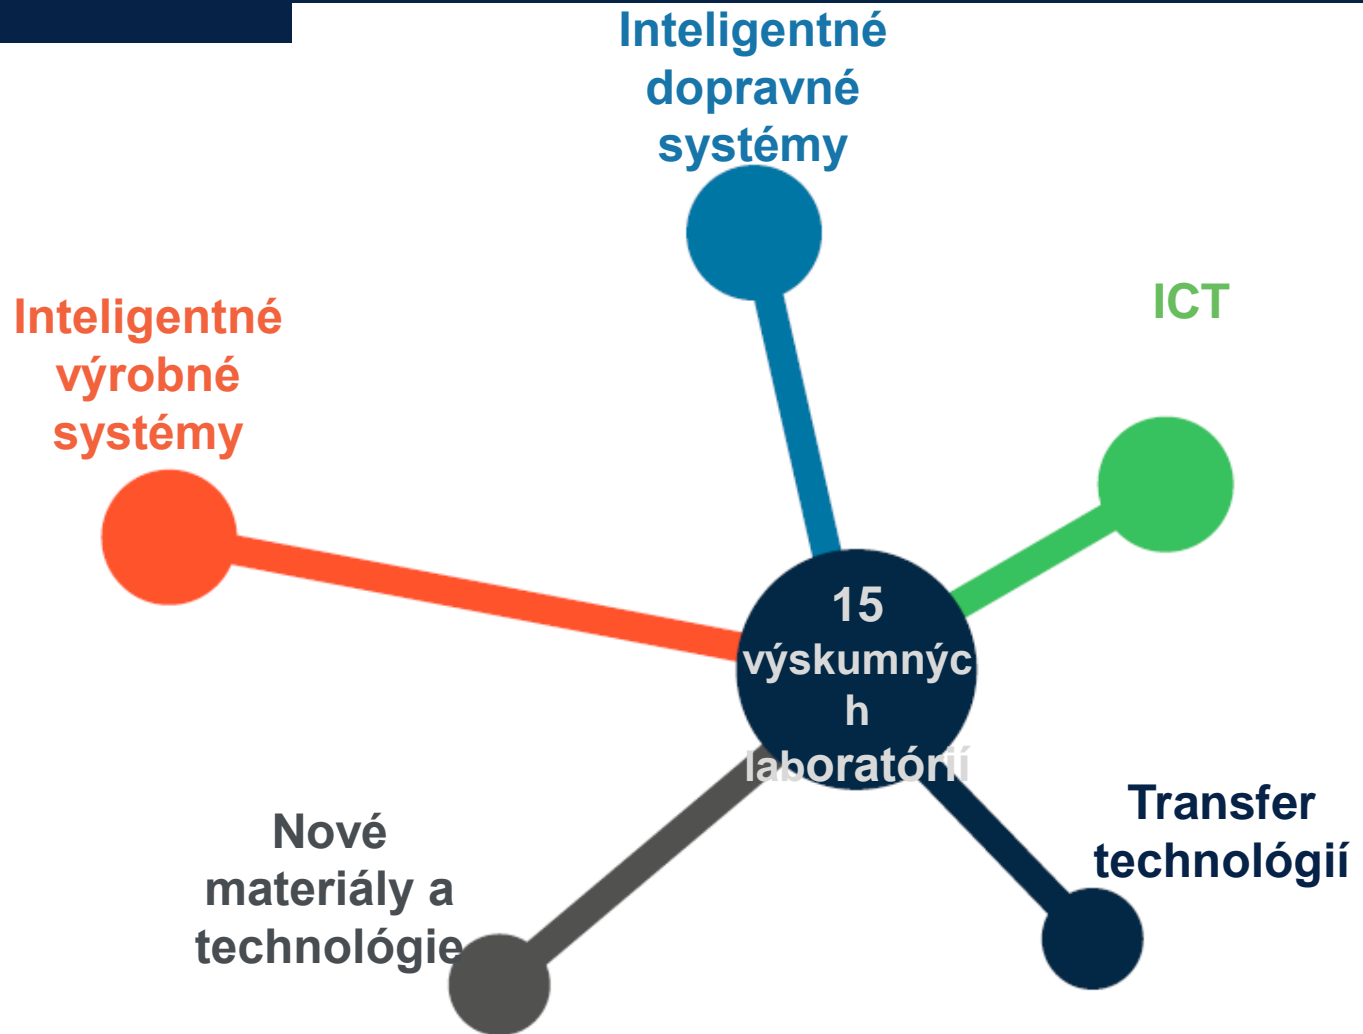 Inteligentné
dopravné
systémy
ICT
Inteligentné
výrobné
systémy
15
výskumnýc
h
laboratórií
Transfer
technológií
Nové
materiály a
technológie